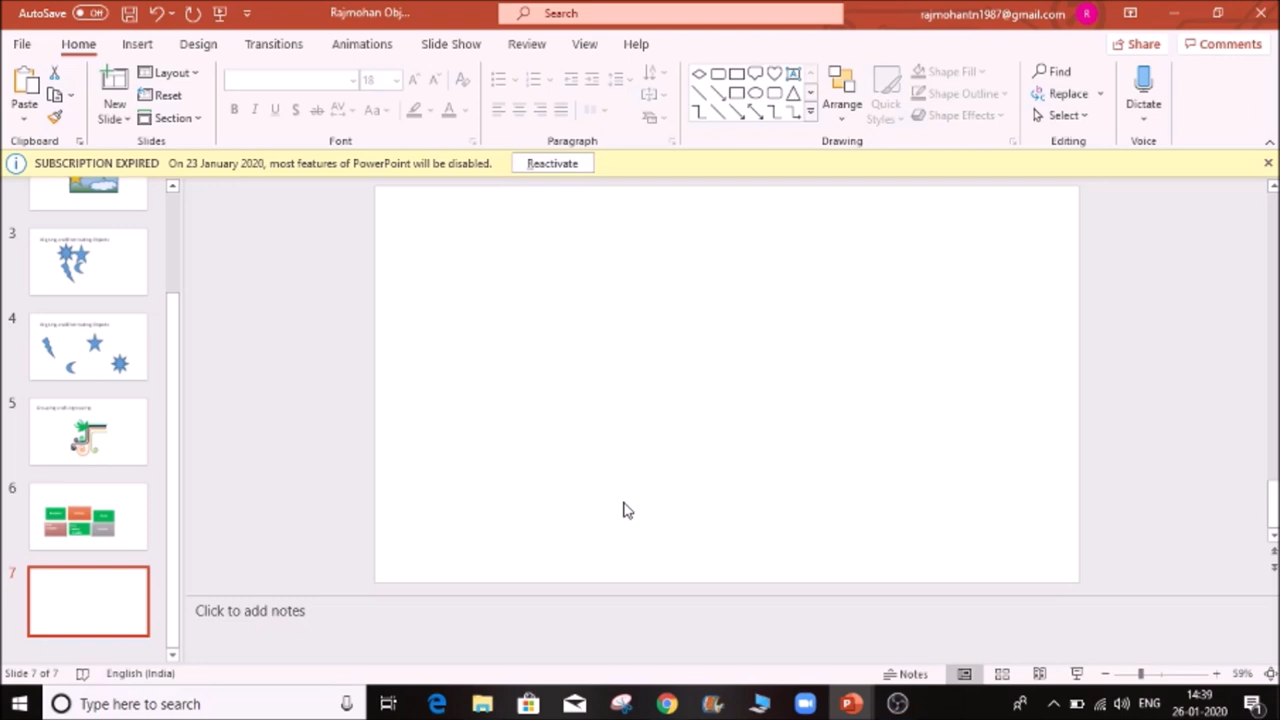 AutoSave Off Rajmohan Obj... Search rajmohantn1987@gmail.com R
File Home Insert Design Transitions Animations Slide Show Review View Help Share Comments
Paste New Slide Layout Reset Section 18 Aa Arrange Quick Styles Shape Fill Shape Outline Shape Effects Find Replace Select Dictate
Clipboard Slides Font Paragraph Drawing Editing Voice
SUBSCRIPTION EXPIRED On 23 January 2020, most features of PowerPoint will be disabled. Reactivate
3
4
5
6
7
Click to add notes
Slide 7 of 7 English (India) Notes 59%
Type here to search ENG 14:39
26-01-2020